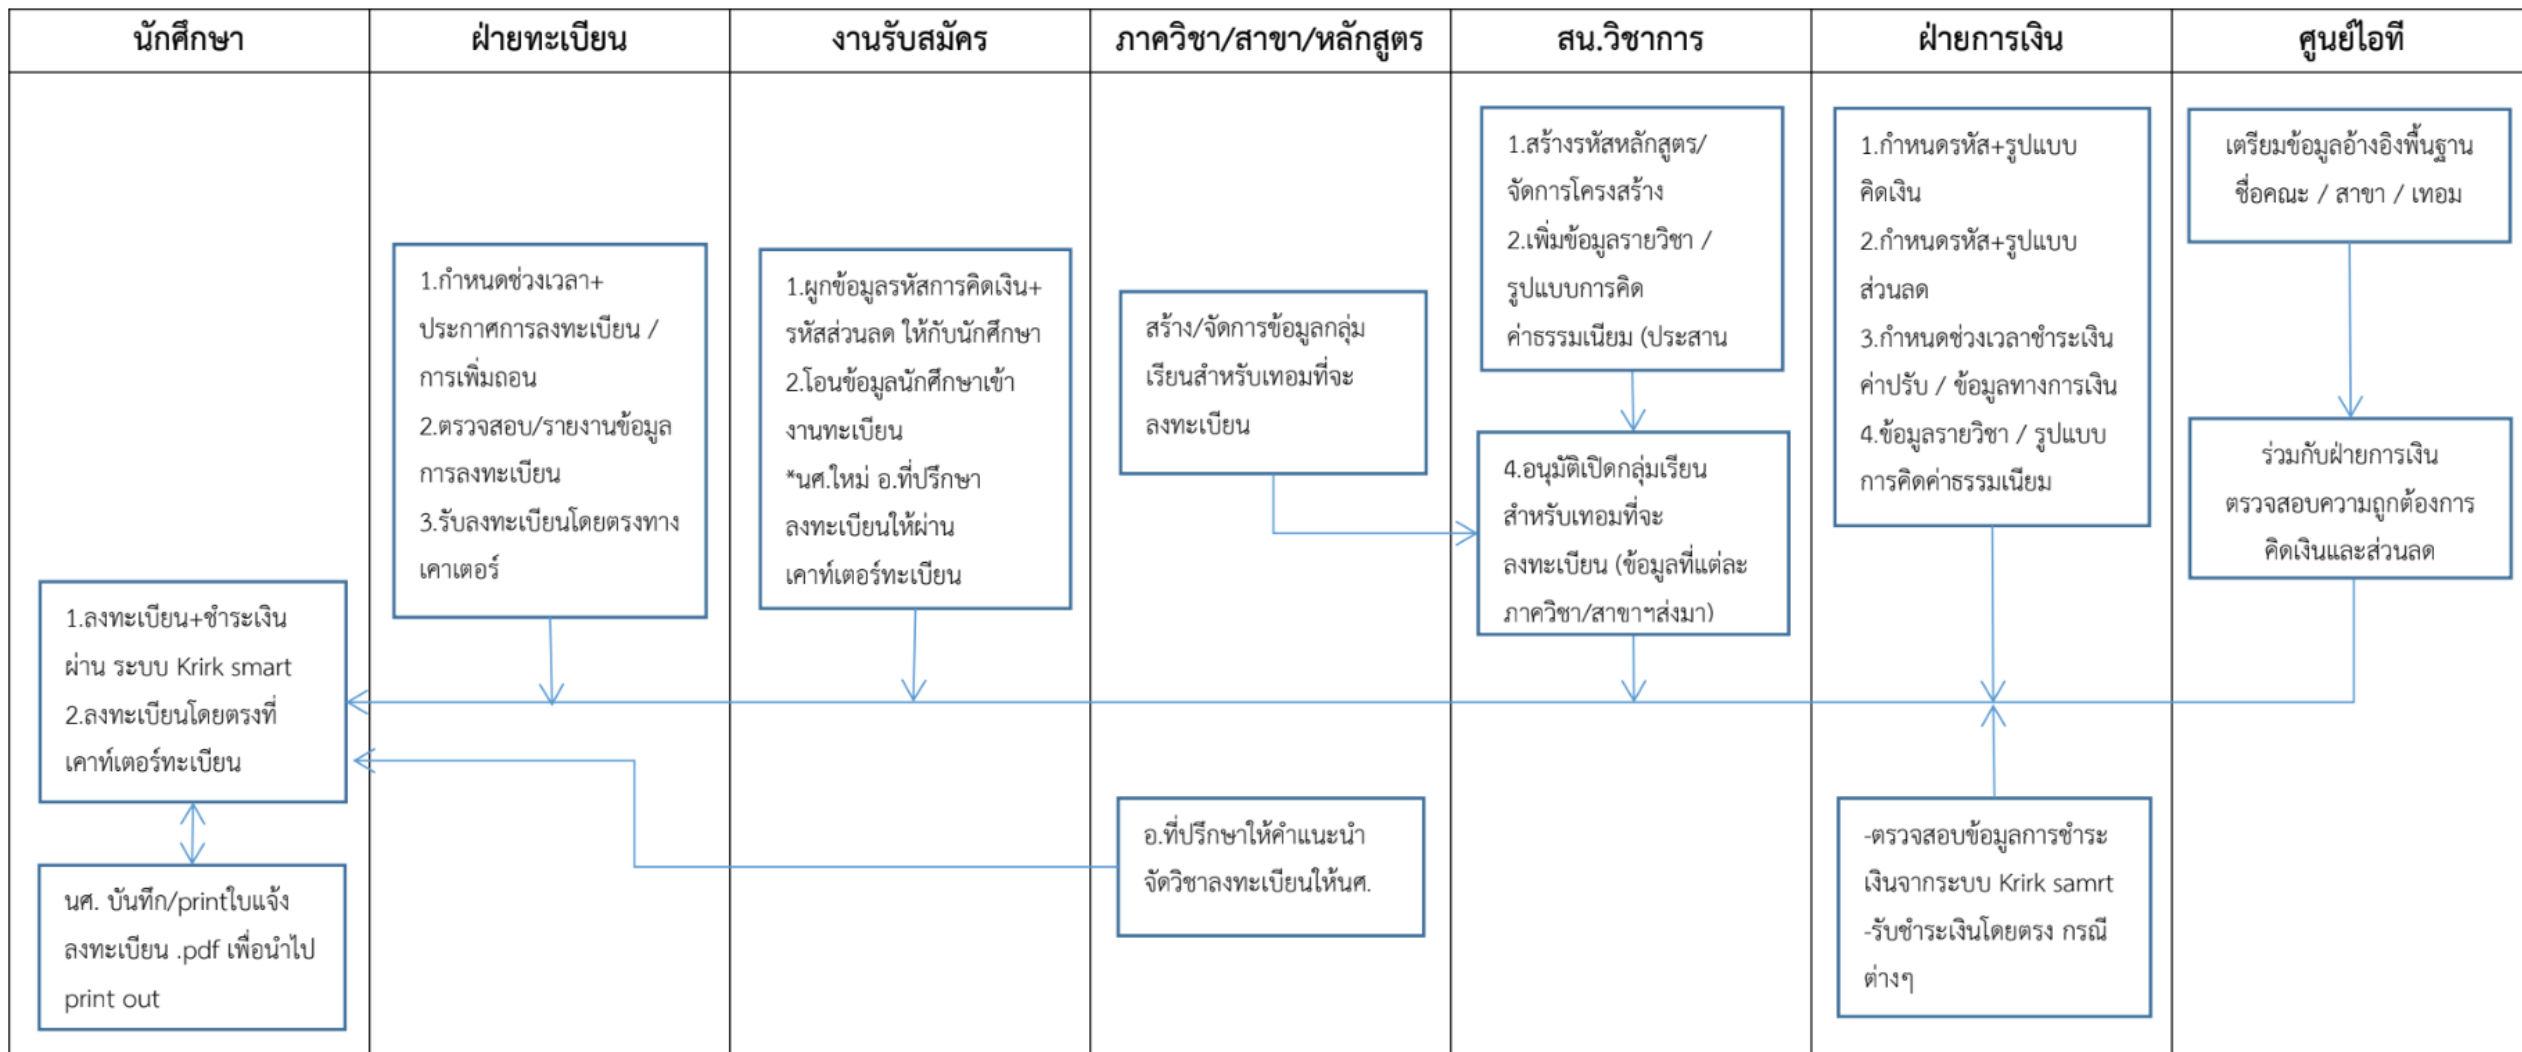 นักศึกษา
ฝ่ายทะเบียน
งานรับสมัคร
ภาควิชา/สาขา/หลักสูตร
สน.วิชาการ
ฝ่ายการเงิน
ศูนย์ไอที
1.ลงทะเบียน+ชำระเงิน
ผ่าน ระบบ Krirk smart
2.ลงทะเบียนโดยตรงที่
เคาท์เตอร์ทะเบียน
นศ. บันทึก/printใบแจ้ง
ลงทะเบียน .pdf เพื่อนำไป
print out
1.กำหนดช่วงเวลา+
ประกาศการลงทะเบียน /
การเพิ่มถอน
2.ตรวจสอบ/รายงานข้อมูล
การลงทะเบียน
3.รับลงทะเบียนโดยตรงทาง
เคาเตอร์
1.ผูกข้อมูลรหัสการคิดเงิน+
รหัสส่วนลด ให้กับนักศึกษา
2.โอนข้อมูลนักศึกษาเข้า
งานทะเบียน
*นศ.ใหม่ อ.ที่ปรึกษา
ลงทะเบียนให้ผ่าน
เคาท์เตอร์ทะเบียน
สร้าง/จัดการข้อมูลกลุ่ม
เรียนสำหรับเทอมที่จะ
ลงทะเบียน
อ.ที่ปรึกษาให้คำแนะนำ
จัดวิชาลงทะเบียนให้นศ.
1.สร้างรหัสหลักสูตร/
จัดการโครงสร้าง
2.เพิ่มข้อมูลรายวิชา /
รูปแบบการคิด
ค่าธรรมเนียม (ประสาน
4.อนุมัติเปิดกลุ่มเรียน
สำหรับเทอมที่จะ
ลงทะเบียน (ข้อมูลที่แต่ละ
ภาควิชา/สาขาฯส่งมา)
1.กำหนดรหัส+รูปแบบ
คิดเงิน
2.กำหนดรหัส+รูปแบบ
ส่วนลด
3.กำหนดช่วงเวลาชำระเงิน
ค่าปรับ / ข้อมูลทางการเงิน
4.ข้อมูลรายวิชา / รูปแบบ
การคิดค่าธรรมเนียม
-ตรวจสอบข้อมูลการชำระ
เงินจากระบบ Krirk samrt
-รับชำระเงินโดยตรง กรณี
ต่างๆ
เตรียมข้อมูลอ้างอิงพื้นฐาน
ชื่อคณะ / สาขา / เทอม
ร่วมกับฝ่ายการเงิน
ตรวจสอบความถูกต้องการ
คิดเงินและส่วนลด